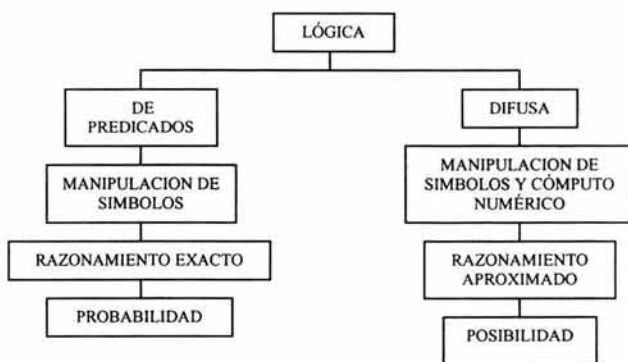 LÓGICA
DE
PREDICADOS
MANIPULACION DE
SIMBOLOS
RAZONAMIENTO EXACTO
PROBABILIDAD
DIFUSA
MANIPULACION DE
SIMBOLOS Y CÓMPUTO
NUMÉRICO
RAZONAMIENTO
APROXIMADO
POSIBILIDAD